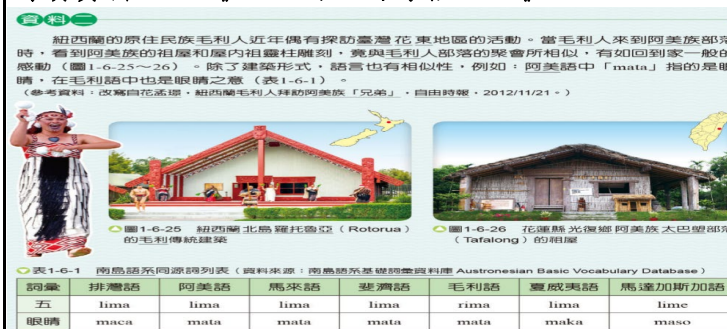 資料二
紐西蘭的原住民族毛利人近年偶有探訪臺灣花東地區的活動。當毛利人來到阿美族部落
時,看到阿美族的祖屋和屋內祖靈柱雕刻,竟與毛利人部落的聚會所相似,有如回到家一般的
感動(圖1-6-25~26)。除了建築形式,語言也有相似性,例如:阿美語中「mata」指的是眼
睛,在毛利語中也是眼睛之意(表1-6-1)。
(參考資料:改寫自花孟璟,紐西蘭毛利人拜訪阿美族「兄弟」,自由時報,2012/11/21。)
圖1-6-25 紐西蘭北島羅托魯亞(Rotorua)
的毛利傳統建築
圖1-6-26 花蓮縣光復鄉阿美族太巴塱部落
(Tafalong)的祖屋
表1-6-1 南島語系同源詞列表(資料來源:南島語系基礎詞彙資料庫 Austronesian Basic Vocabulary Database)
詞彙 排灣語 阿美語 馬來語 斐濟語 毛利語 夏威夷語 馬達加斯加語
五 lima lima lima lima rima lima lime
眼睛 maca mata mata mata mata maka maso